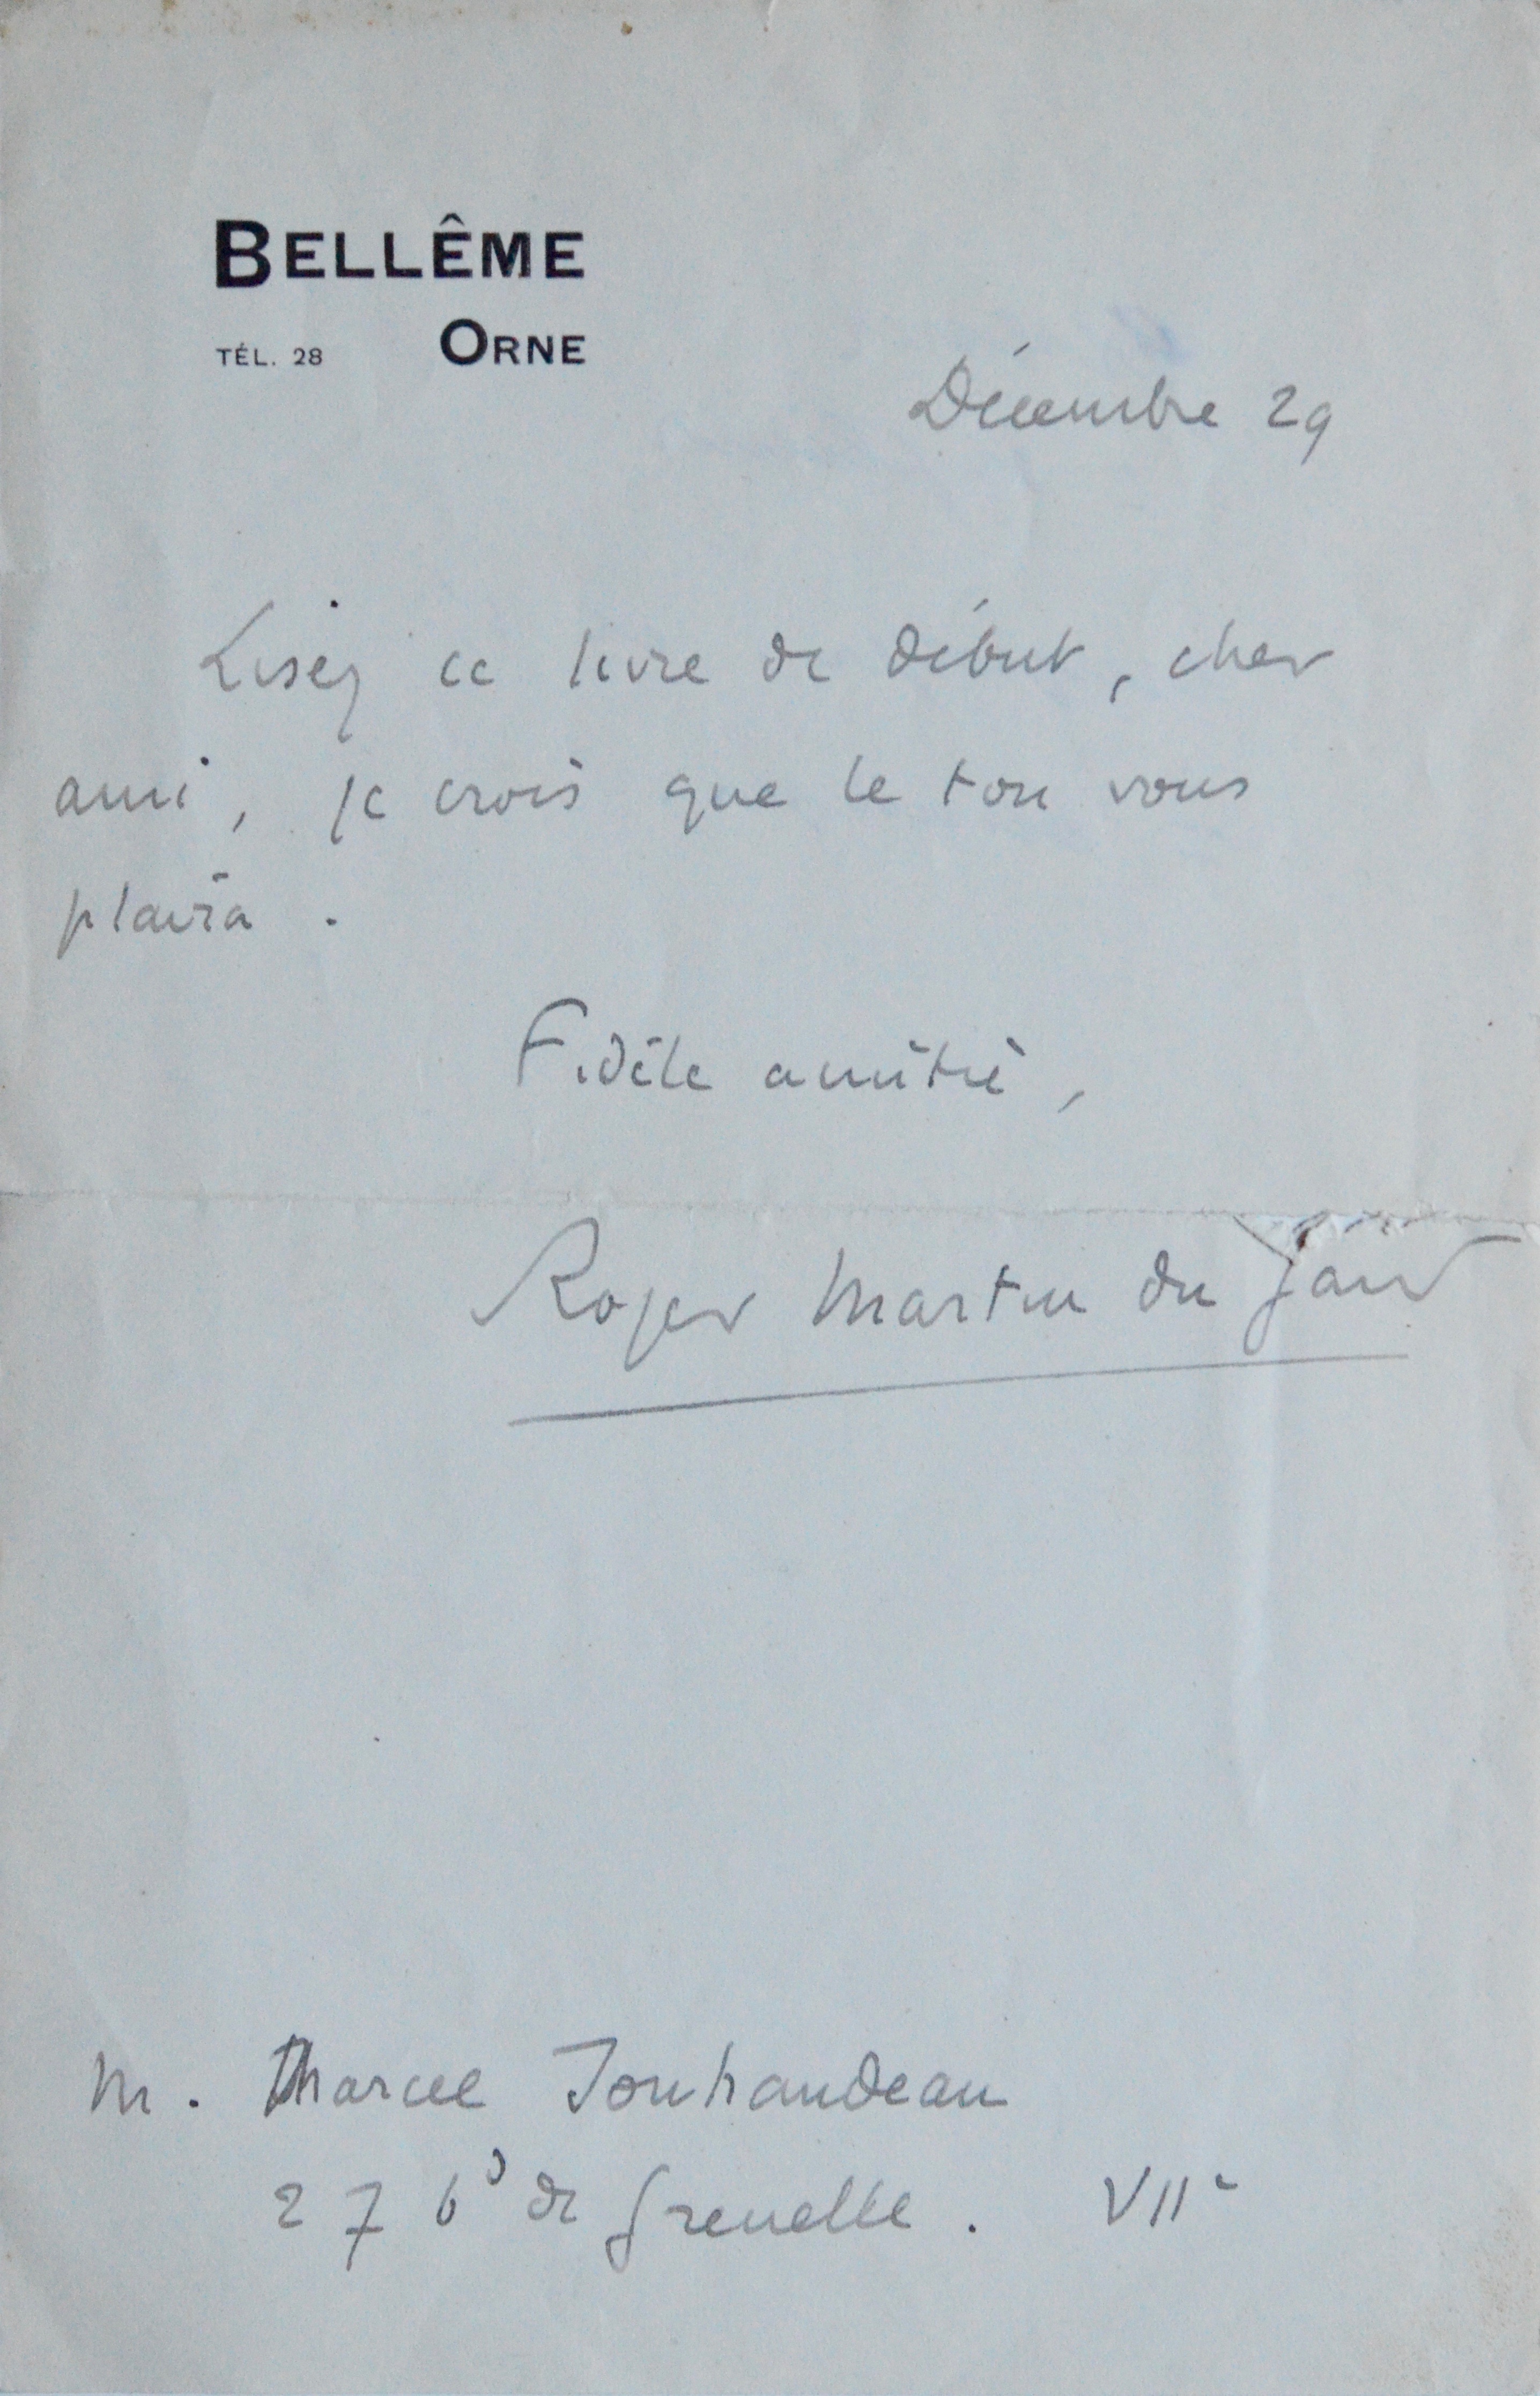 BELLÊME
TÉL. 28 ORNE
Décembre 29
Lisez ce livre de début, cher
ami, je crois que le ton vous
plaira.
Fidèle amitié,
Roger Martin du Gard
M. Marcel Jouhandeau
27 bd de Grenelle. VIIe